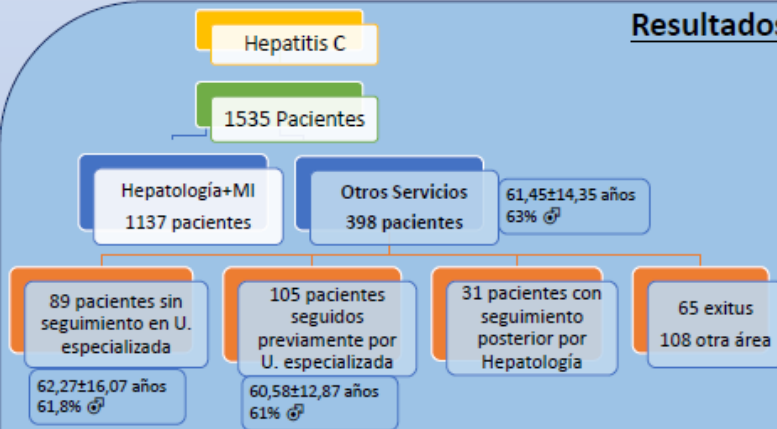 Resultados
Hepatitis C
1535 Pacientes
Hepatología+MI
1137 pacientes
Otros Servicios
398 pacientes
61,45±14,35 años
63% ♂
89 pacientes sin
seguimiento en U.
especializada
62,27±16,07 años
61,8% ♂
105 pacientes
seguidos
previamente por
U. especializada
60,58±12,87 años
61% ♂
31 pacientes con
seguimiento
posterior por
Hepatología
65 exitus
108 otra área